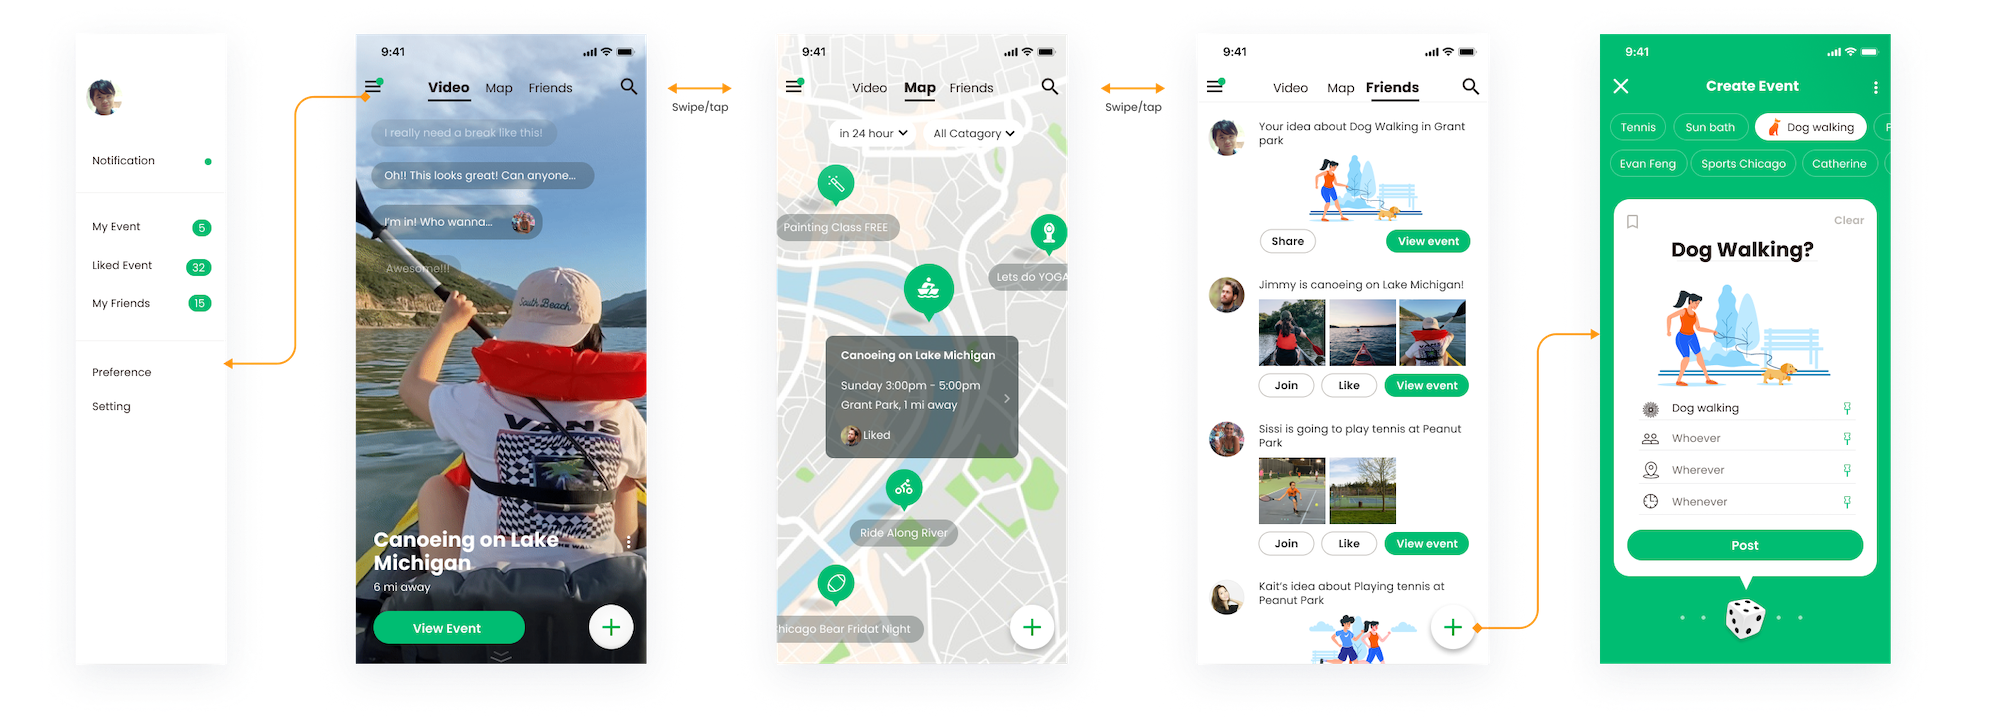 Notification
My Event 5
Liked Event 32
My Friends 15
Preference
Setting
9:41
Video Map Friends
I really need a break like this!
Oh!! This looks great! Can anyone...
I'm in! Who wanna...
Awesome!!!
South Beach
VANS
Canoeing on Lake
Michigan
6 mi away
View Event
Swipe/tap
9:41
Video Map Friends
in 24 hour
All Catagory
Painting Class FREE
Lets do YOGA
Canoeing on Lake Michigan
Sunday 3:00pm - 5:00pm
Grant Park, 1 mi away
Liked
Ride Along River
Chicago Bear Fridat Night
Swipe/tap
9:41
Video Map Friends
Your idea about Dog Walking in Grant
park
Share View event
Jimmy is canoeing on Lake Michigan!
Join Like View event
Sissi is going to play tennis at Peanut
Park
Join Like View event
Kait's idea about Playing tennis at
Peanut Park
9:41
Create Event
Tennis Sun bath Dog walking F
Evan Feng Sports Chicago Catherine
Clear
Dog Walking?
Dog walking
Whoever
Wherever
Whenever
Post